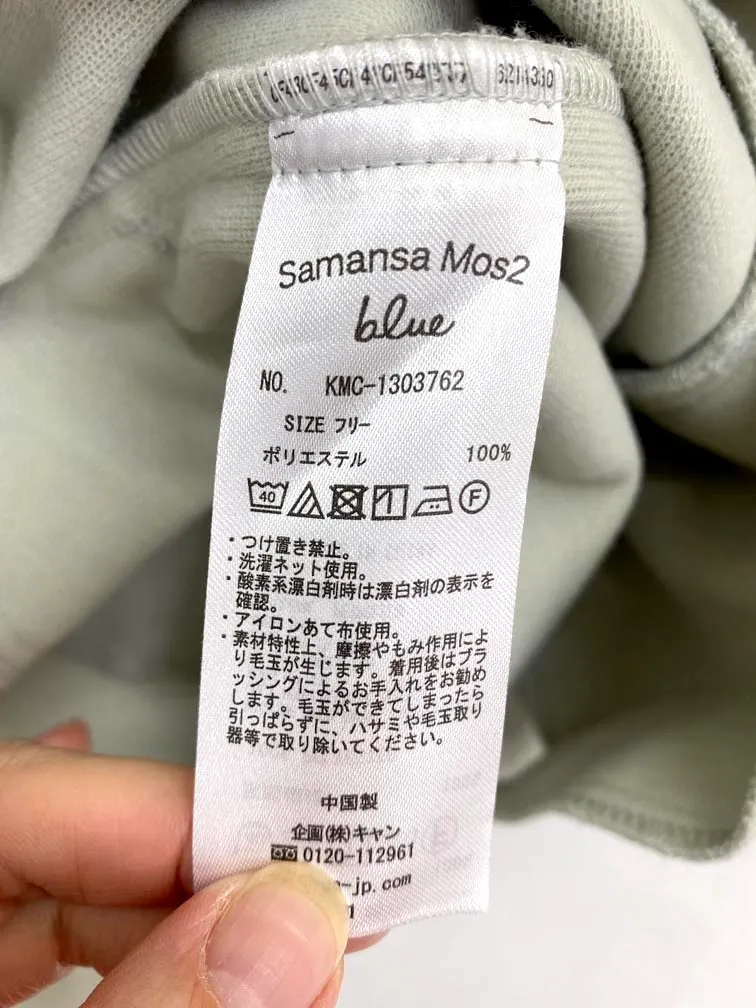 Samansa Mos2
blue
NO. KMC-1303762
SIZE フリー
ポリエステル 100%
40 F
・つけ置き禁止。
・洗濯ネット使用。
・酸素系漂白剤時は漂白剤の表示を
確認。
・アイロンあて布使用。
・素材特性上、摩擦やもみ作用によ
り毛玉が生じます。着用後はブラ
ッシングによるお手入れをお勧め
します。毛玉ができてしまったら
引っぱらずに、ハサミや毛玉取り
器等で取り除いてください。
中国製
企画(株)キャン
0120-112961
-jp.com